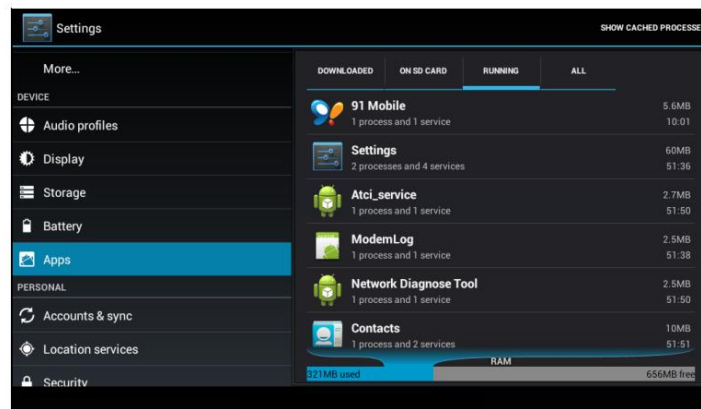 Settings
SHOW CACHED PROCESSE
More...
DEVICE
Audio profiles
Display
Storage
Battery
Apps
PERSONAL
Accounts & sync
Location services
Security
DOWNLOADED ON SD CARD RUNNING ALL
91 Mobile 5.6MB
1 process and 1 service 10:01
Settings 60MB
2 processes and 4 services 51:36
Atci_service 2.7MB
1 process and 1 service 51:50
ModemLog 2.5MB
1 process and 1 service 51:38
Network Diagnose Tool 2.5MB
1 process and 1 service 51:50
Contacts 10MB
1 process and 2 services 51:51
RAM
321MB used 656MB free